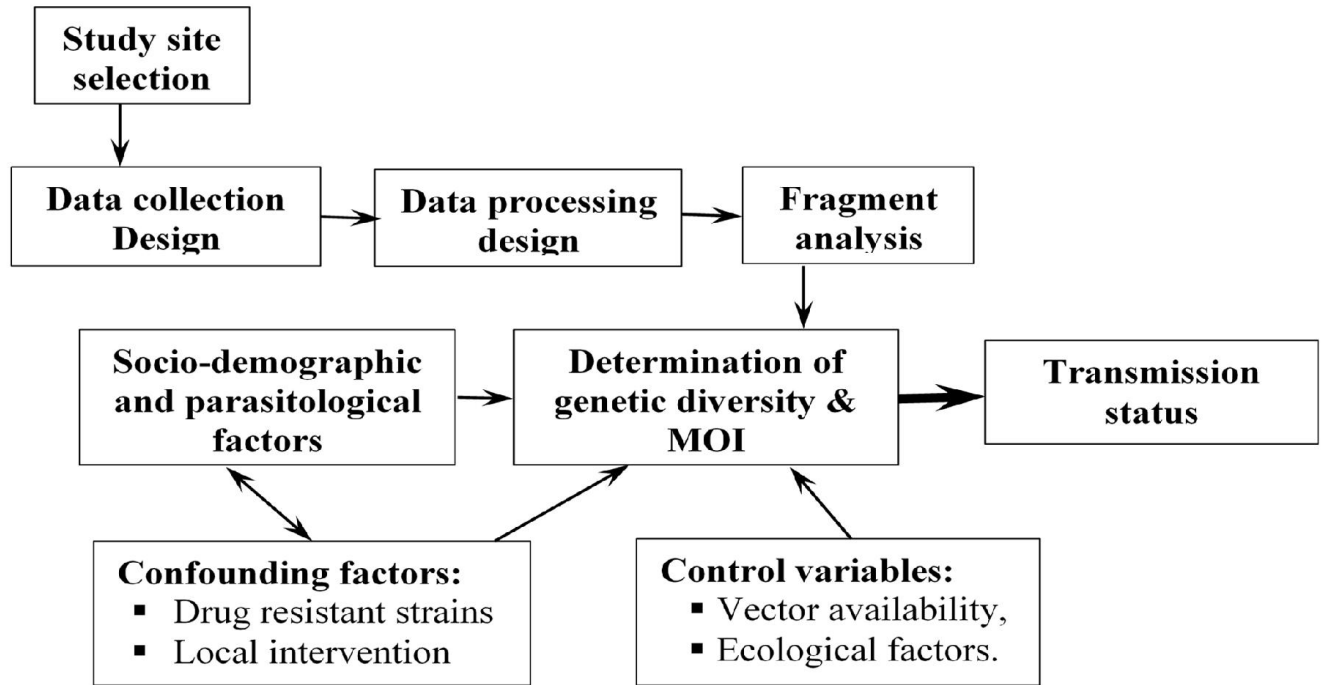 Study site
selection
Data collection
Design
Data processing
design
Fragment
analysis
Socio-demographic
and parasitological
factors
Determination of
genetic diversity &
MOI
Transmission
status
Confounding factors:
▪ Drug resistant strains
▪ Local intervention
Control variables:
▪ Vector availability,
▪ Ecological factors.